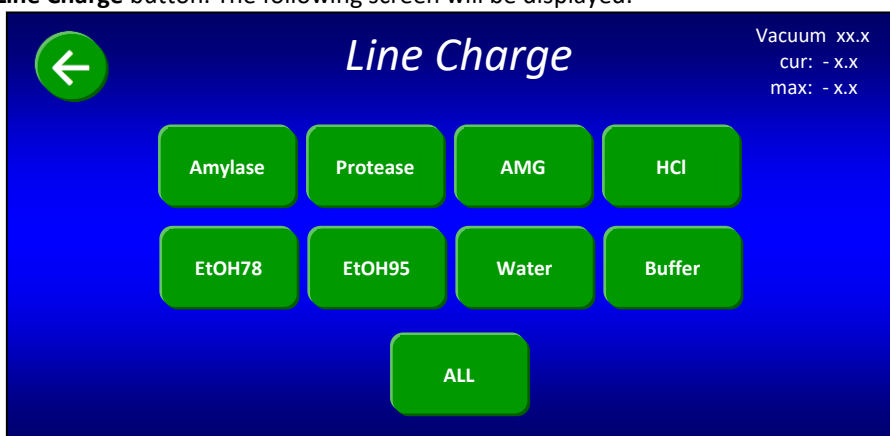 Line Charge button. The following screen will be displayed.
Line Charge
Vacuum xx.x
cur: - x.x
max: - x.x
Amylase Protease AMG HCl
EtOH78 EtOH95 Water Buffer
ALL